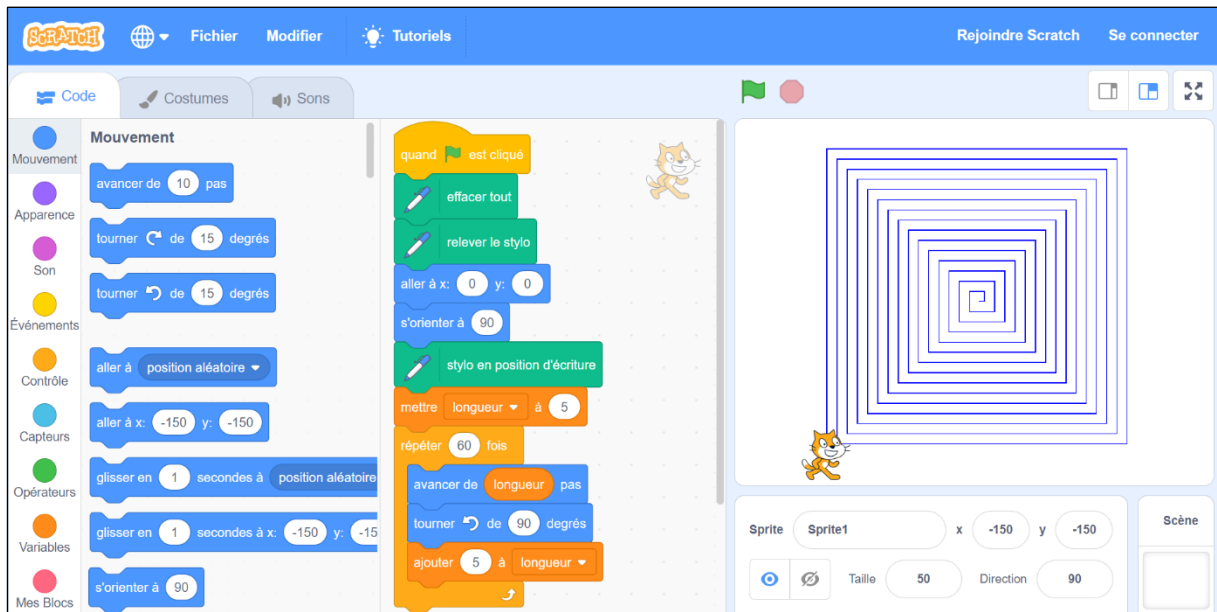 SCRATCH Fichier Modifier Tutoriels Rejoindre Scratch Se connecter
Code Costumes Sons
Mouvement
Apparence
Son
Événements
Contrôle
Capteurs
Opérateurs
Variables
Mes Blocs
Mouvement
avancer de 10 pas
tourner de 15 degrés
tourner de 15 degrés
aller à position aléatoire
aller à x: -150 y: -150
glisser en 1 secondes à position aléatoire
glisser en 1 secondes à x: -150 y: -15
s'orienter à 90
quand est cliqué
effacer tout
relever le stylo
aller à x: 0 y: 0
s'orienter à 90
stylo en position d'écriture
mettre longueur à 5
répéter 60 fois
avancer de longueur pas
tourner de 90 degrés
ajouter 5 à longueur
Sprite Sprite1 x -150 y -150
Taille 50 Direction 90
Scène